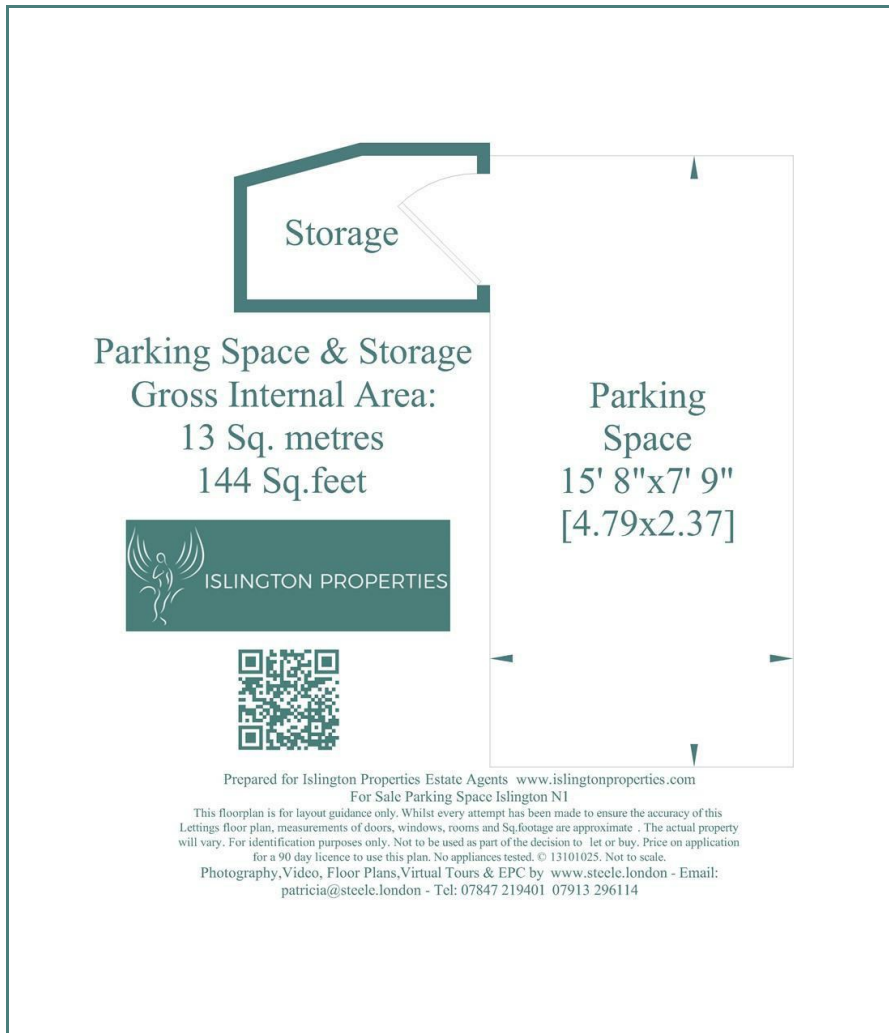 Storage
Parking Space & Storage
Gross Internal Area:
13 Sq. metres
144 Sq.feet
Parking
Space
15' 8"x7' 9"
[4.79x2.37]
ISLINGTON PROPERTIES
Prepared for Islington Properties Estate Agents www.islingtonproperties.com
For Sale Parking Space Islington N1
This floorplan is for layout guidance only. Whilst every attempt has been made to ensure the accuracy of this
Lettings floor plan, measurements of doors, windows, rooms and Sq.footage are approximate . The actual property
will vary. For identification purposes only. Not to be used as part of the decision to let or buy. Price on application
for a 90 day licence to use this plan. No appliances tested. © 13101025. Not to scale.
Photography,Video, Floor Plans,Virtual Tours & EPC by www.steele.london - Email:
patricia@steele.london - Tel: 07847 219401 07913 296114